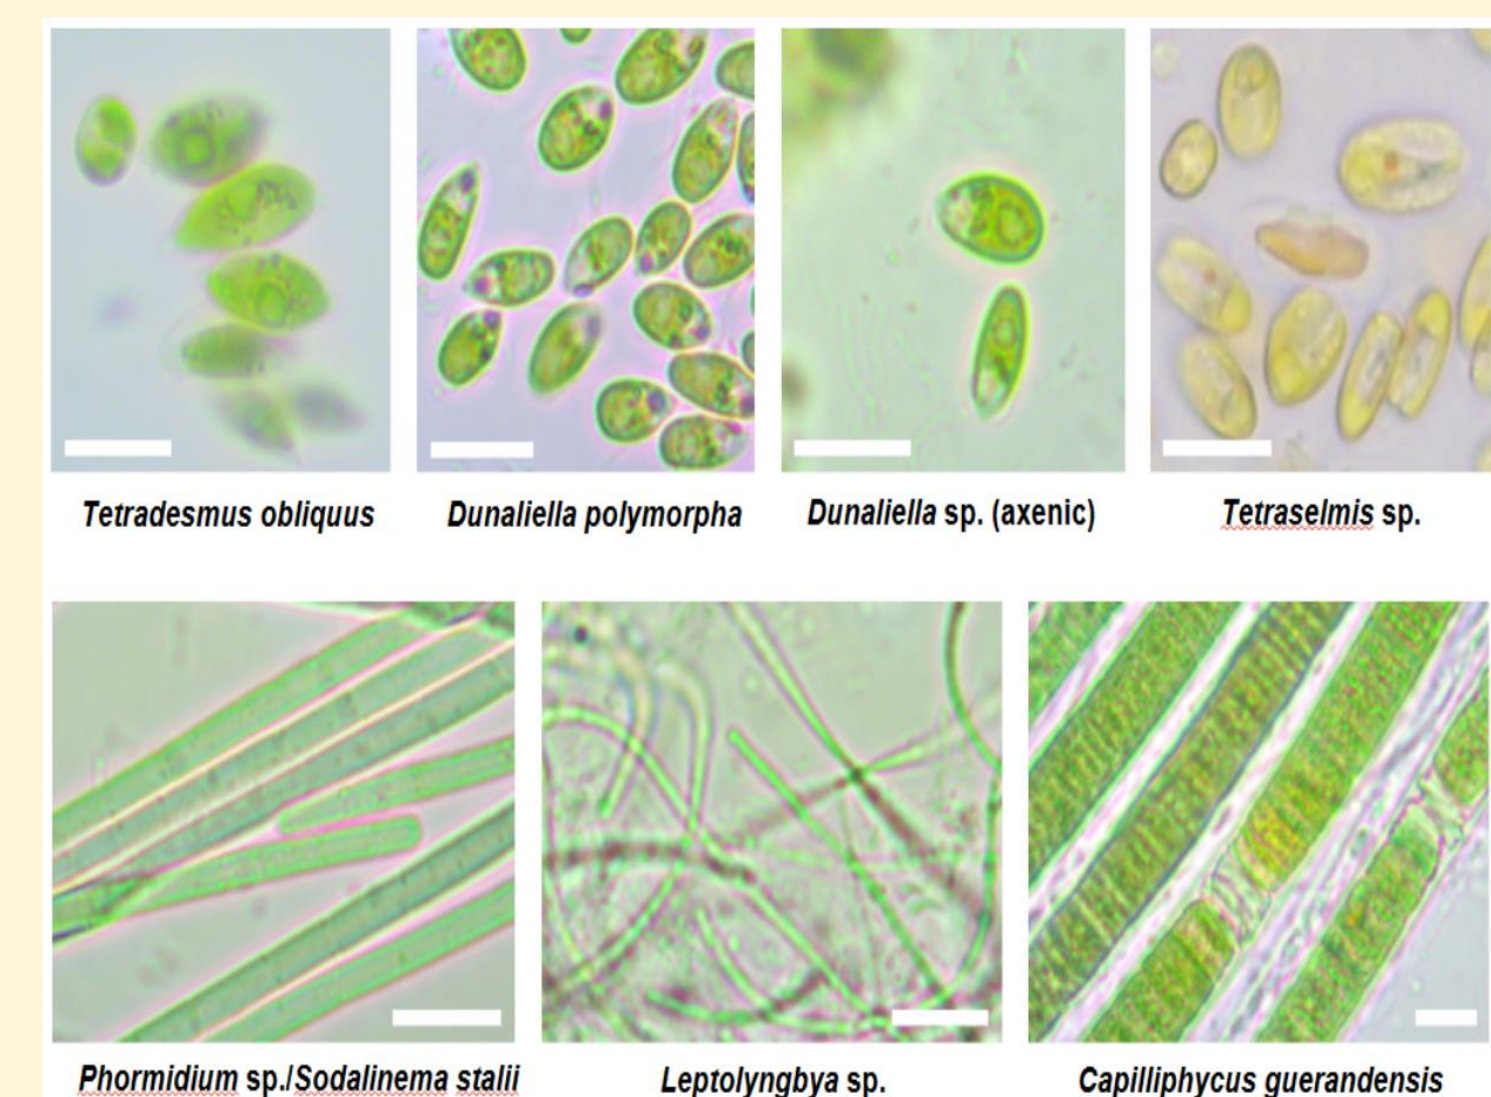 Tetradesmus obliquus
Dunaliella polymorpha
Dunaliella sp. (axenic)
Tetraselmis sp.
Phormidium sp./Sodalinema stalii
Leptolyngbya sp.
Capilliphycus guerandensis